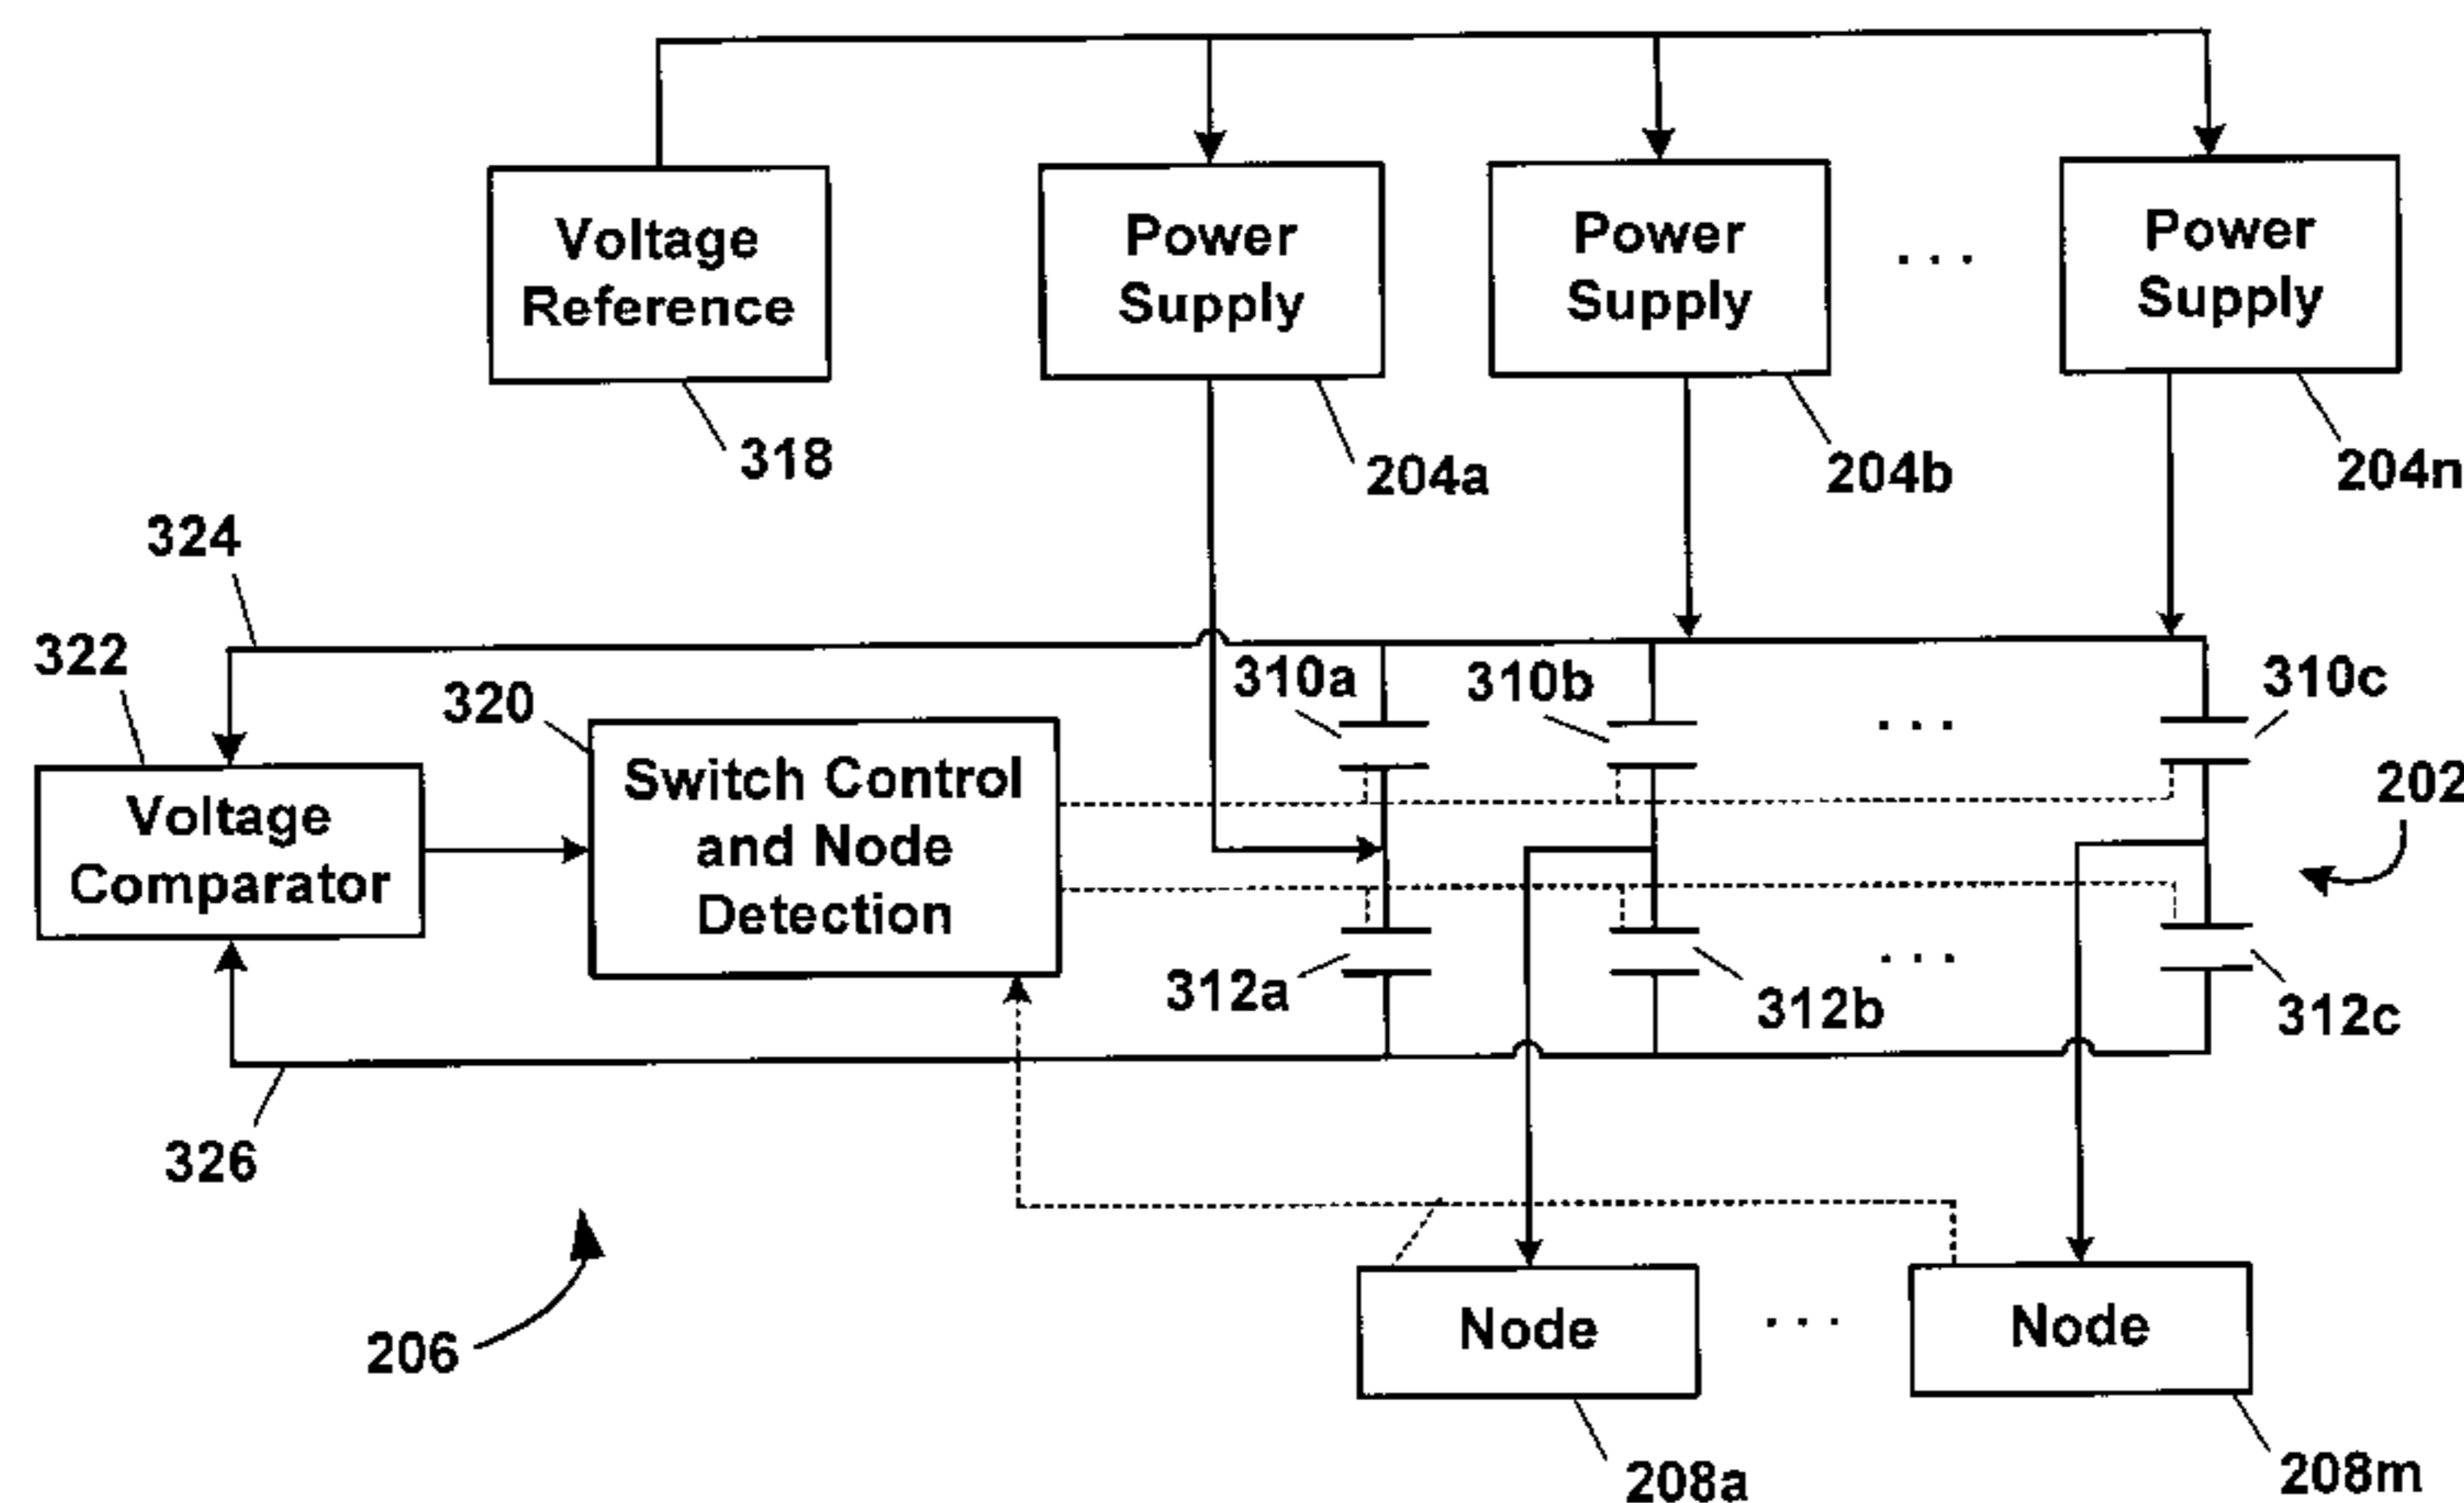 Voltage
Reference
Power
Supply
Power
Supply
. . .
Power
Supply
318
204a
204b
204n
324
322
320
310a
310b
. . .
310c
202
Voltage
Comparator
Switch Control
and Node
Detection
312a
312b
. . .
312c
326
206
Node
. . .
Node
208a
208m